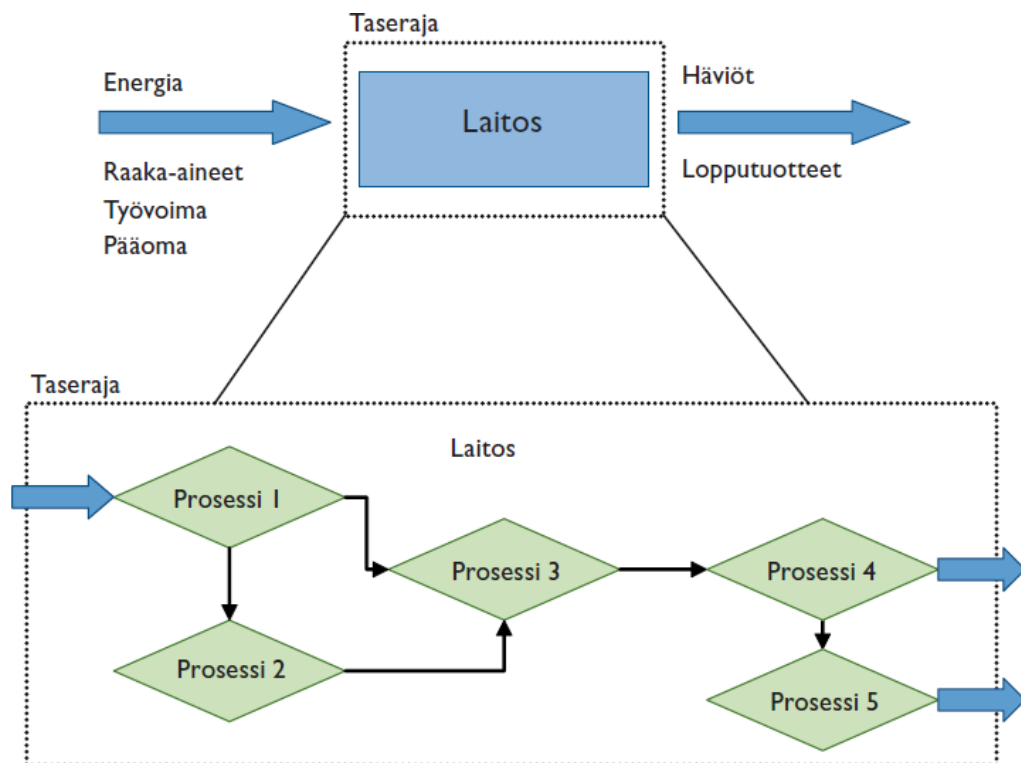 Taseraja
Energia
Raaka-aineet
Työvoima
Pääoma
Laitos
Häviöt
Lopputuotteet
Taseraja
Laitos
Prosessi 1
Prosessi 2
Prosessi 3
Prosessi 4
Prosessi 5